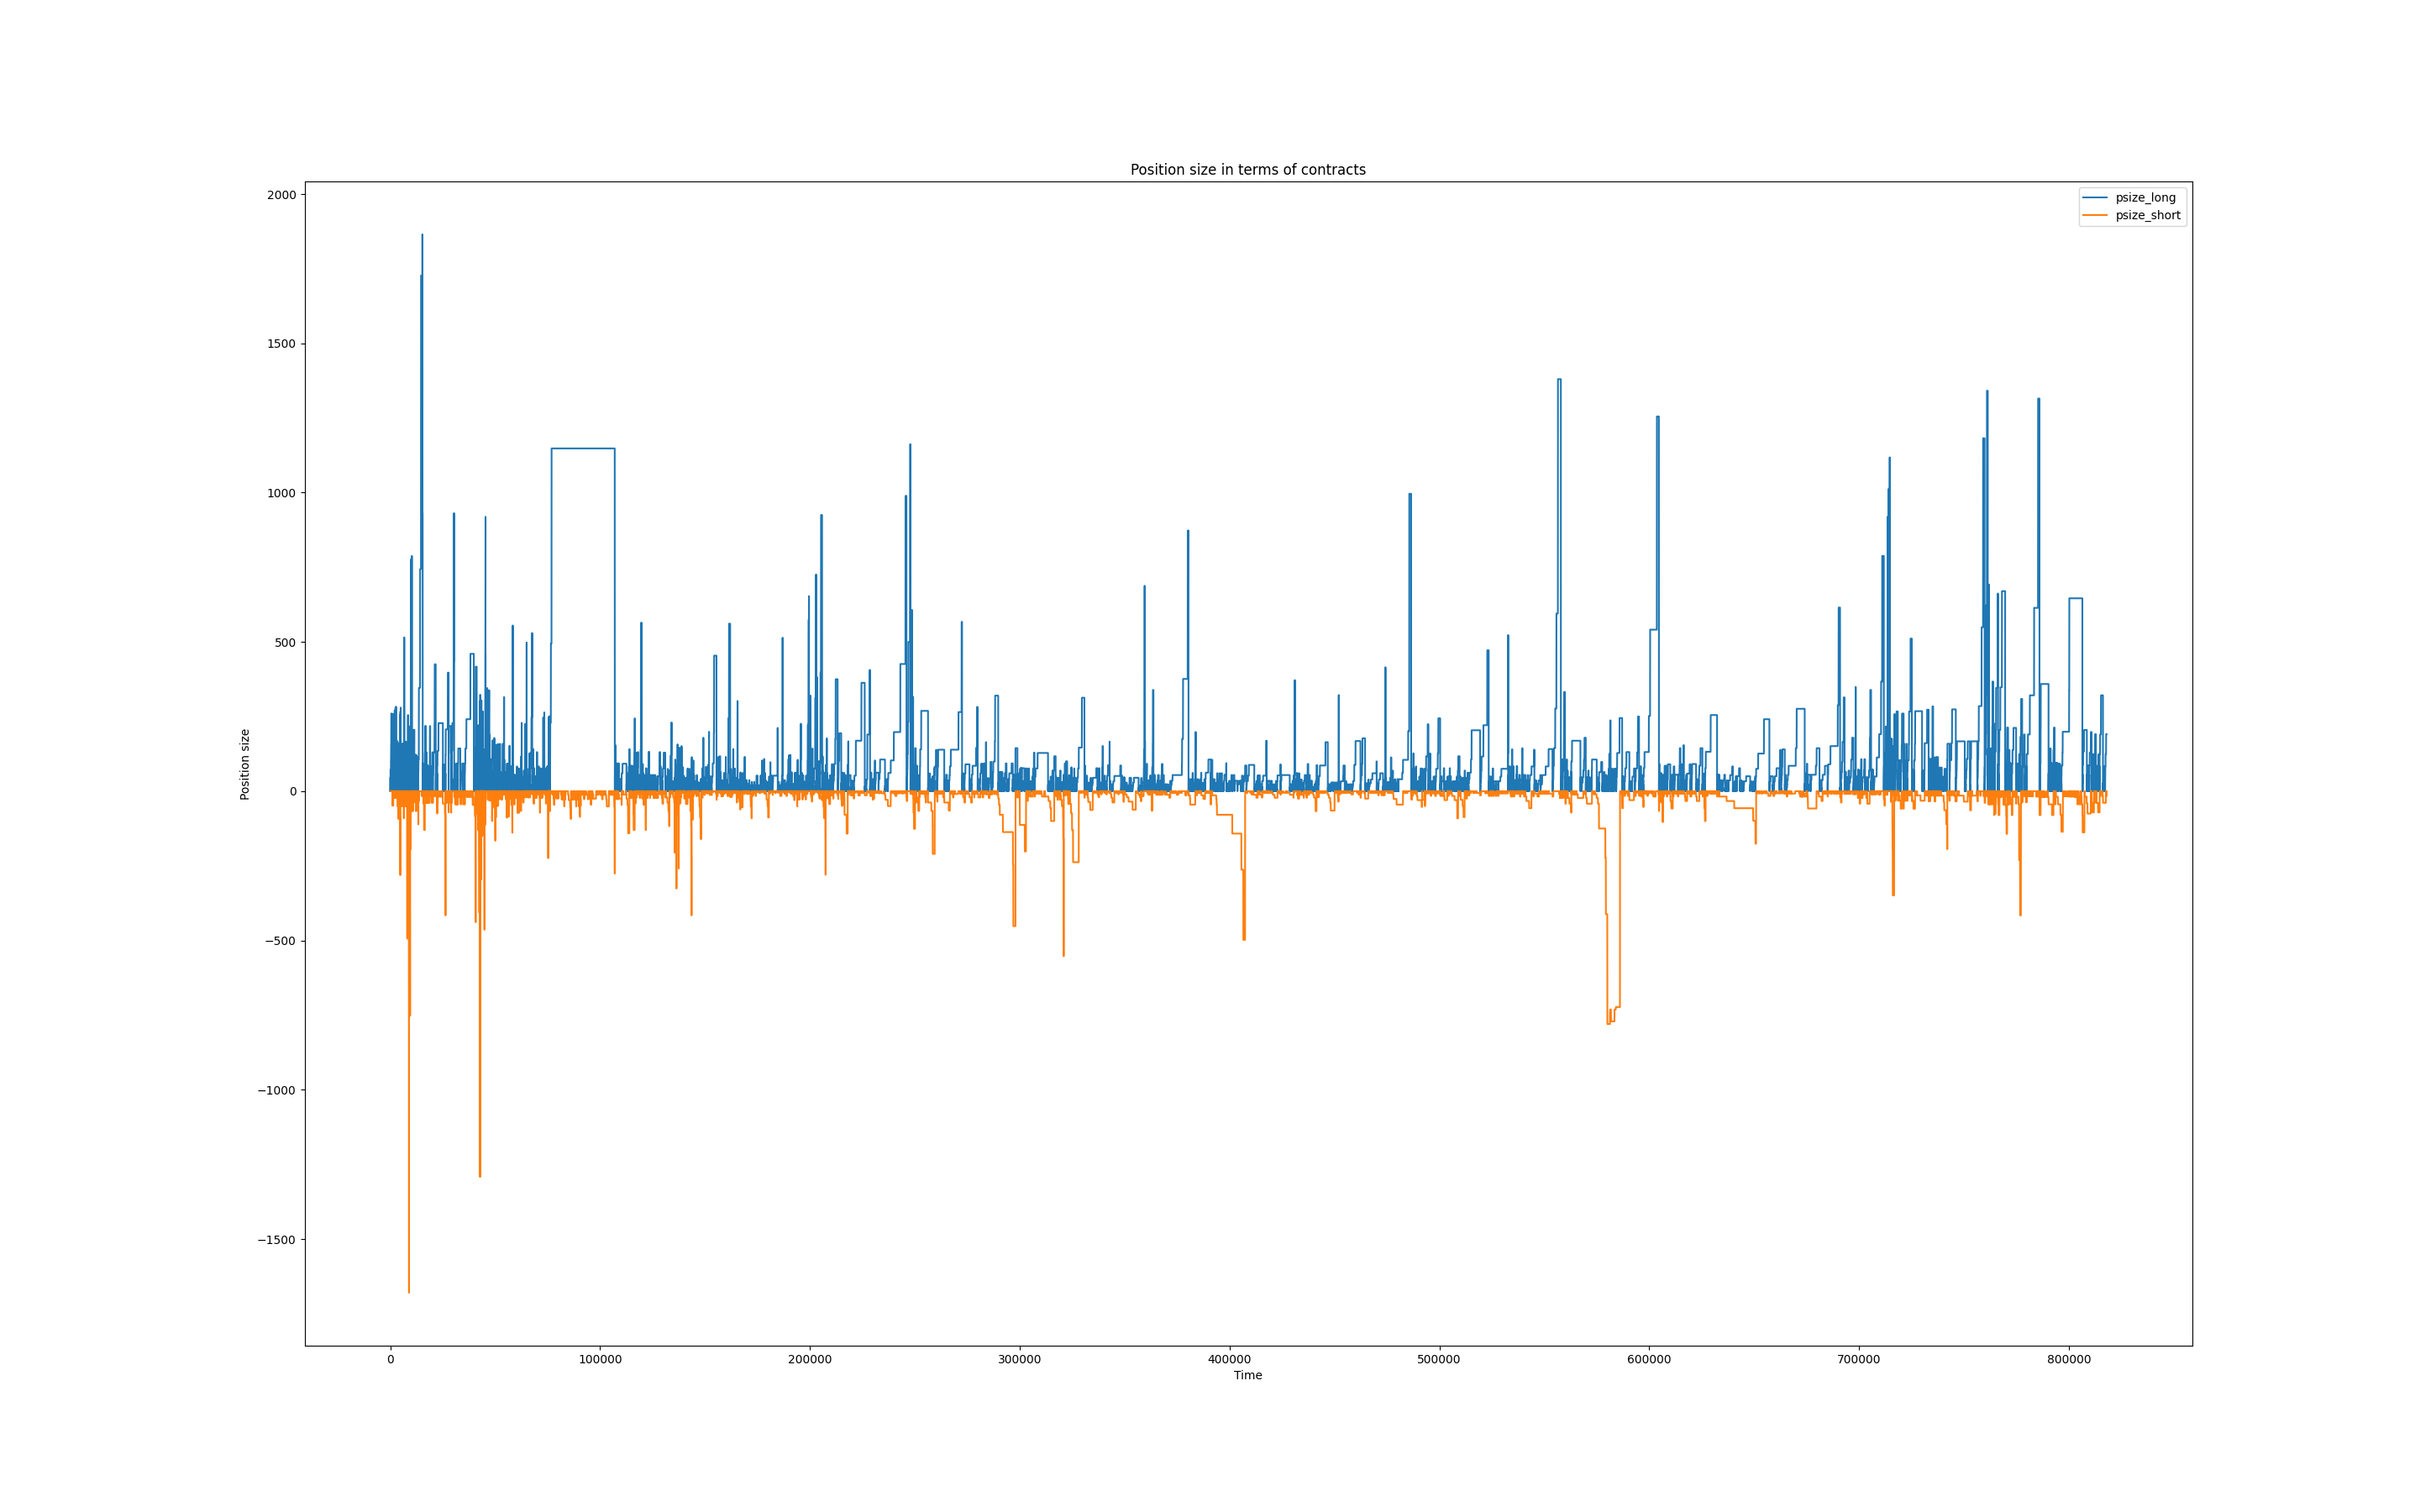 Position size in terms of contracts
psize_long
psize_short
2000
1500
1000
500
0
−500
−1000
−1500
Position size
0 100000 200000 300000 400000 500000 600000 700000 800000
Time